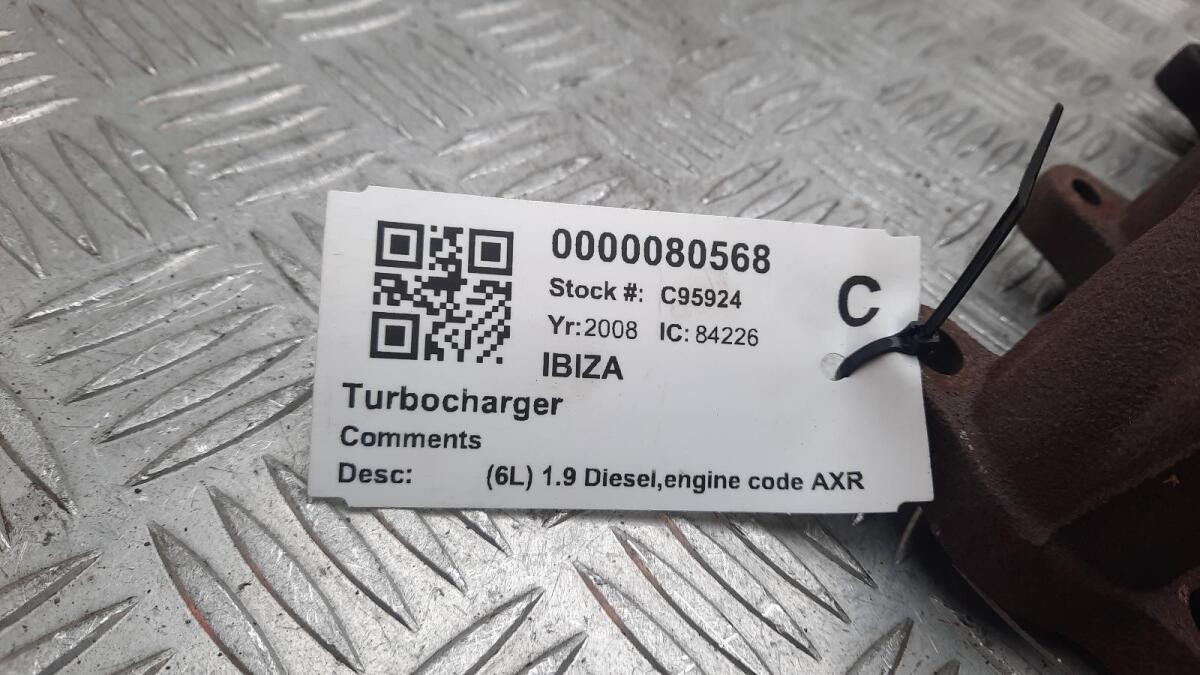 0000080568
Stock #: C95924
C
Yr:2008 IC: 84226
IBIZA
Turbocharger
Comments
Desc: (6L) 1.9 Diesel,engine code AXR